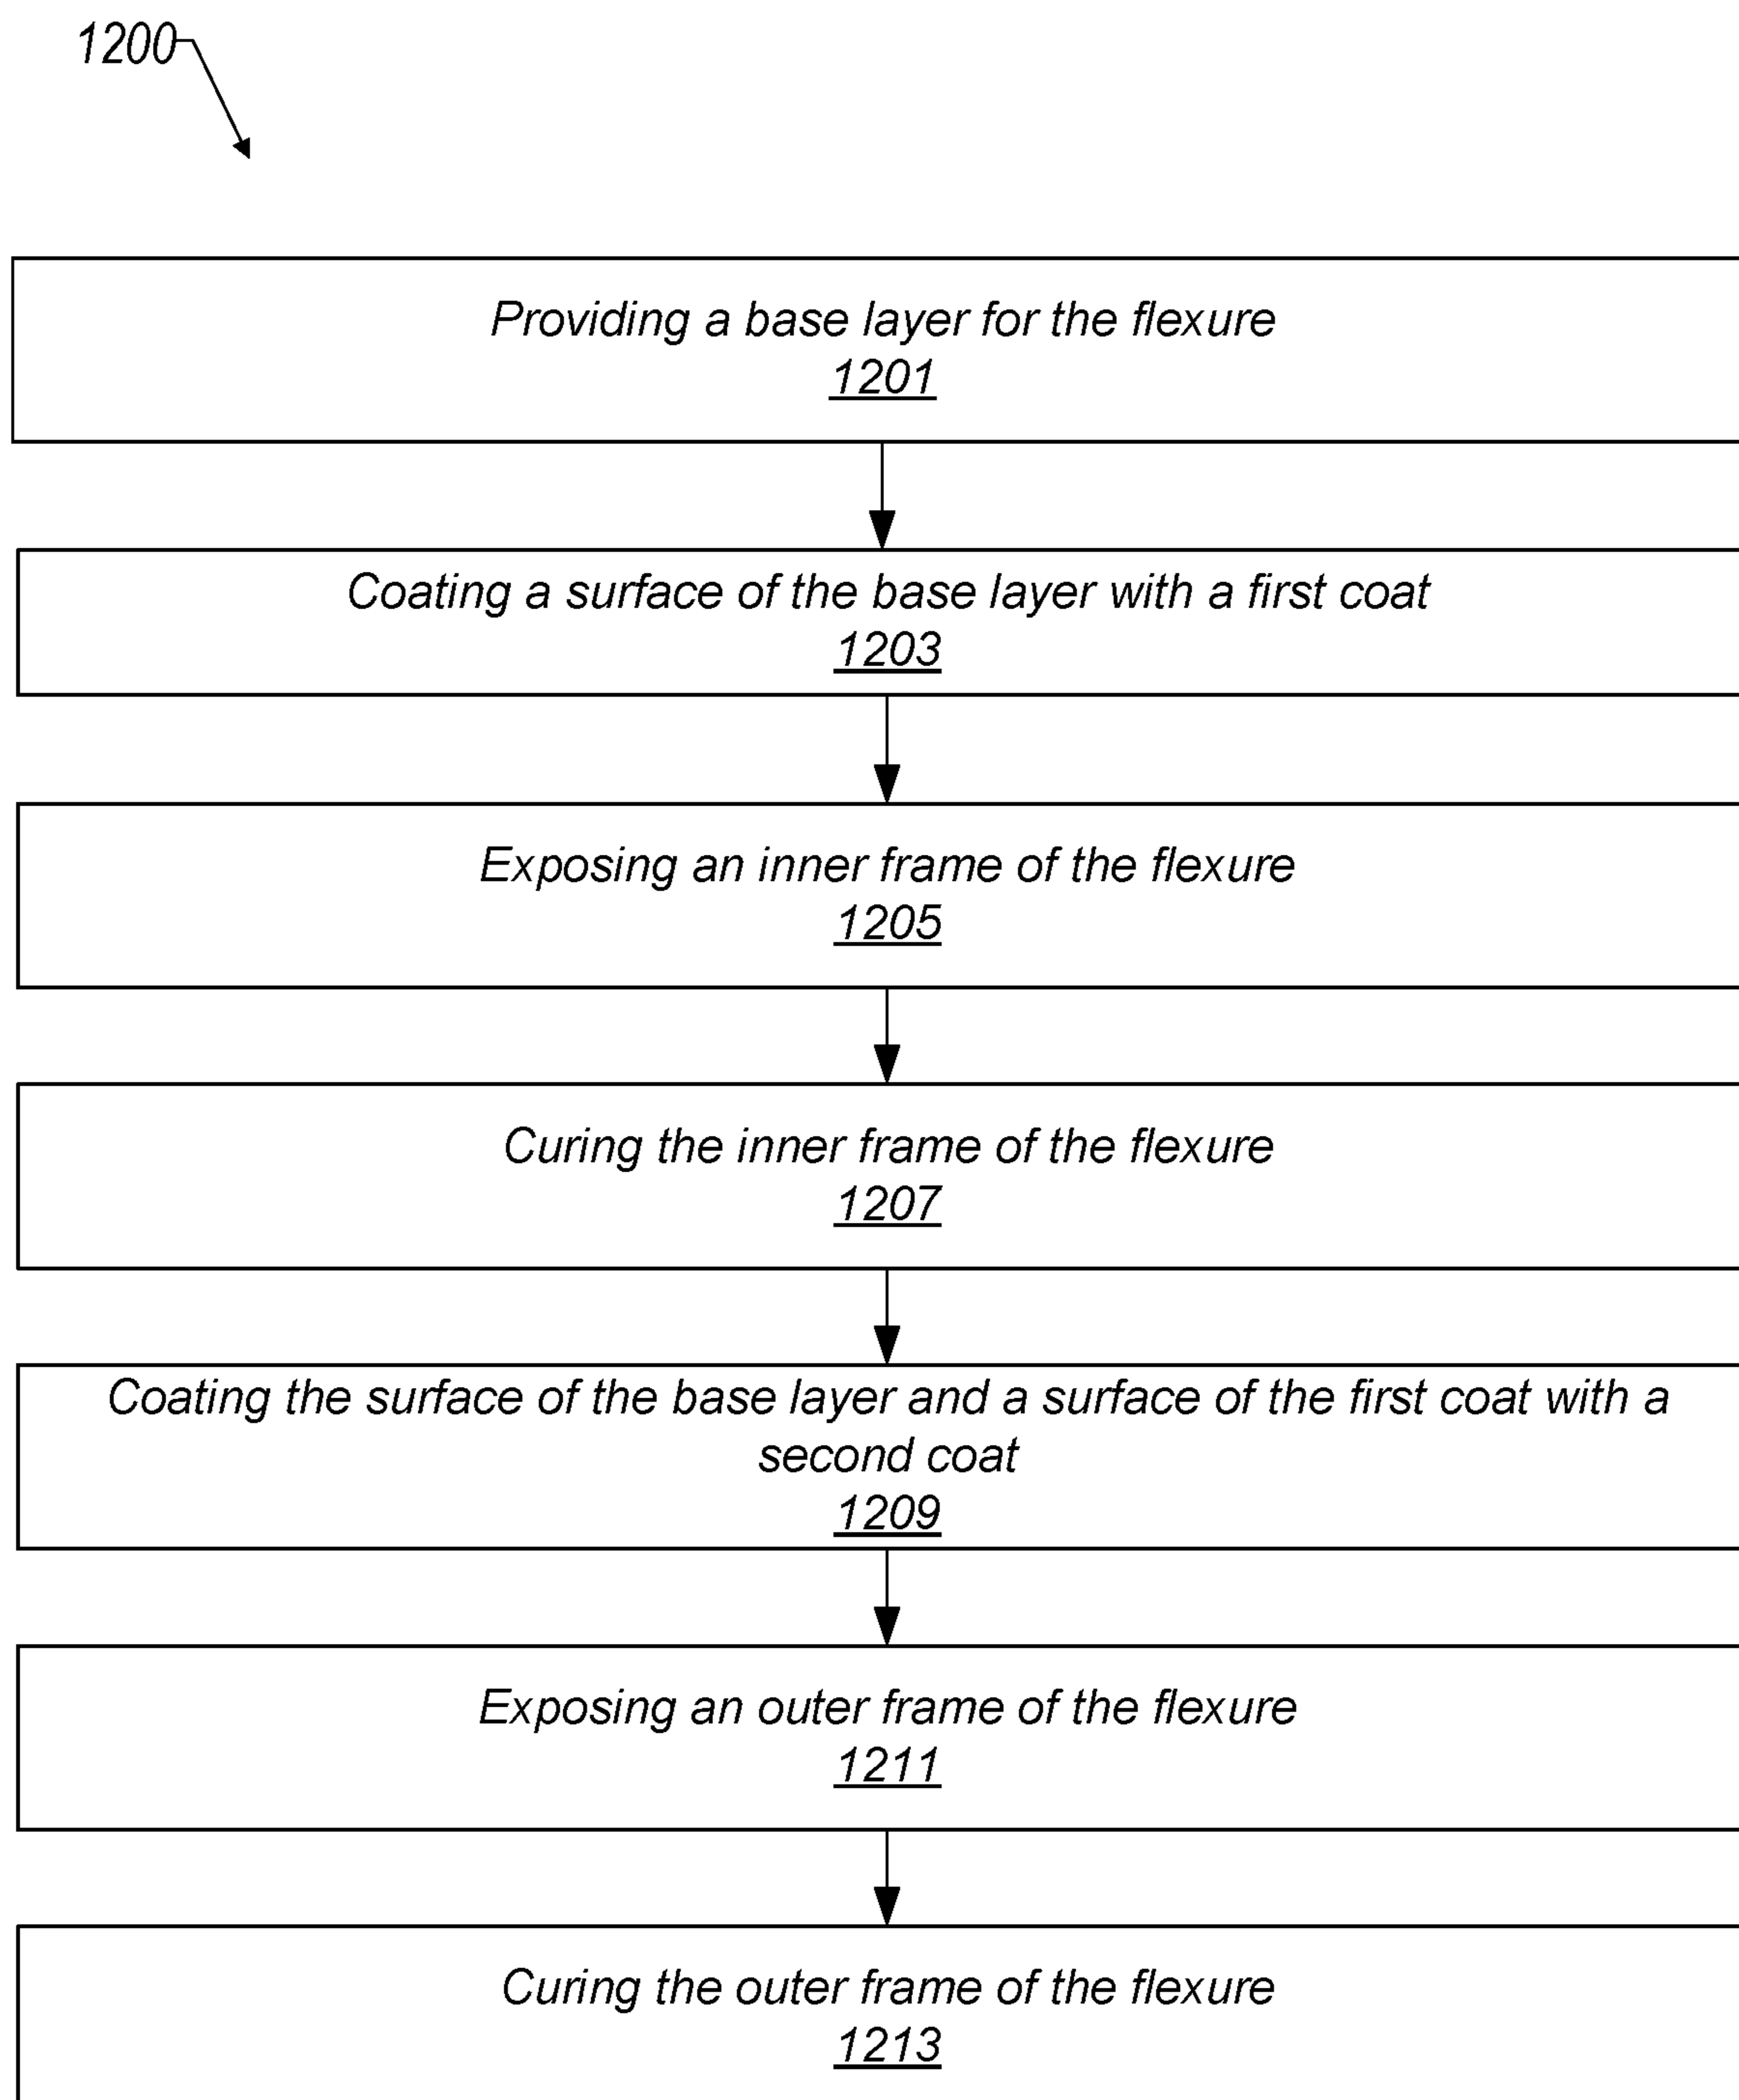 1200
Providing a base layer for the flexure
1201
Coating a surface of the base layer with a first coat
1203
Exposing an inner frame of the flexure
1205
Curing the inner frame of the flexure
1207
Coating the surface of the base layer and a surface of the first coat with a
second coat
1209
Exposing an outer frame of the flexure
1211
Curing the outer frame of the flexure
1213